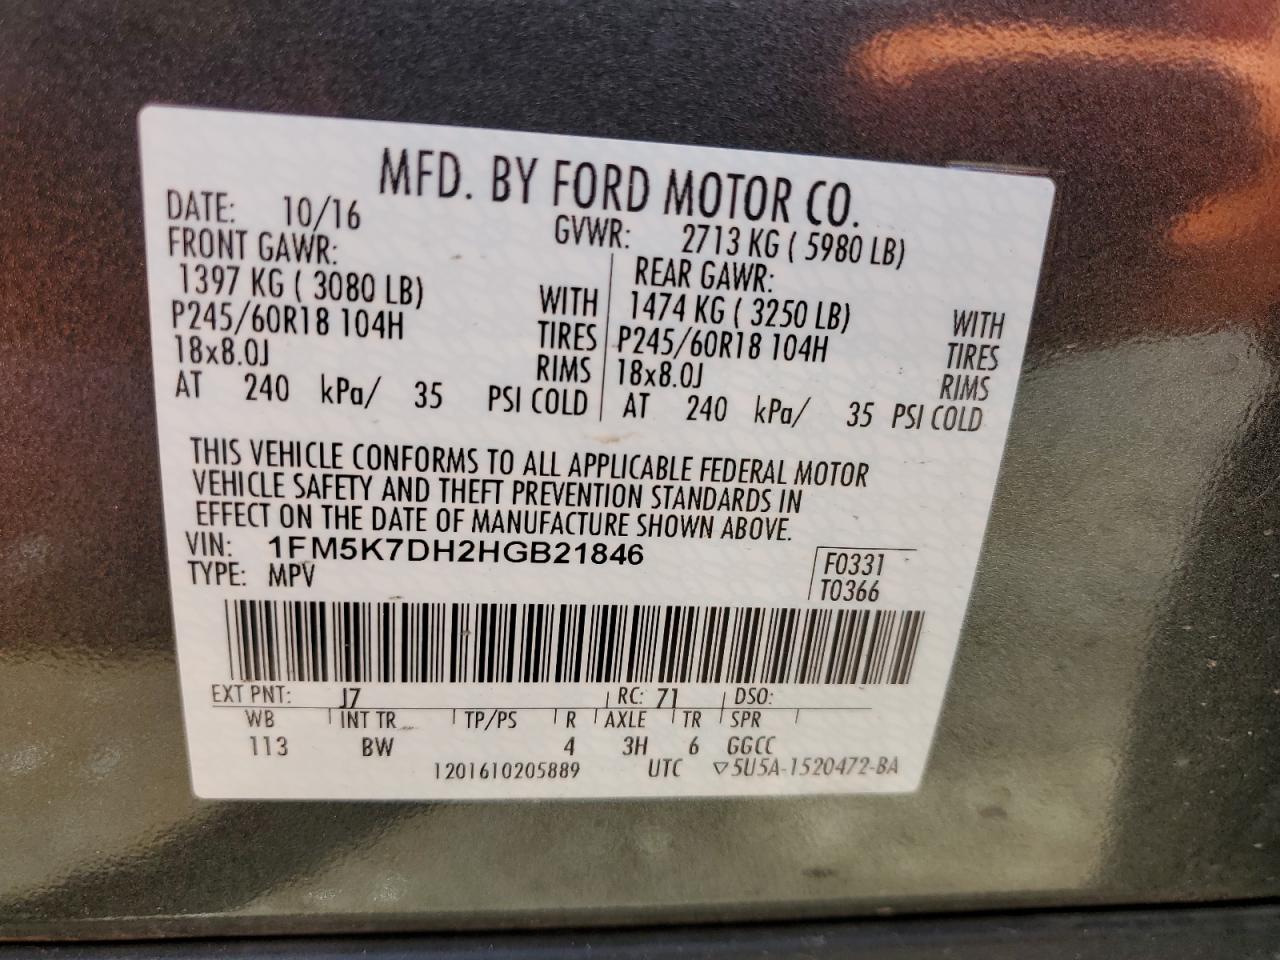 MFD. BY FORD MOTOR CO.
DATE: 10/16 GVWR: 2713 KG ( 5980 LB)
FRONT GAWR: REAR GAWR:
1397 KG ( 3080 LB) WITH 1474 KG ( 3250 LB) WITH
P245/60R18 104H TIRES P245/60R18 104H TIRES
18x8.0J RIMS 18x8.0J RIMS
AT 240 kPa/ 35 PSI COLD AT 240 kPa/ 35 PSI COLD
THIS VEHICLE CONFORMS TO ALL APPLICABLE FEDERAL MOTOR
VEHICLE SAFETY AND THEFT PREVENTION STANDARDS IN
EFFECT ON THE DATE OF MANUFACTURE SHOWN ABOVE.
VIN: 1FM5K7DH2HGB21846 F0331
TYPE: MPV T0366
EXT PNT: J7 RC: 71 DSO:
WB INT TR TP/PS R AXLE TR SPR
113 BW 4 3H 6 GGCC
1201610205889 UTC ▽5U5A-1520472-BA